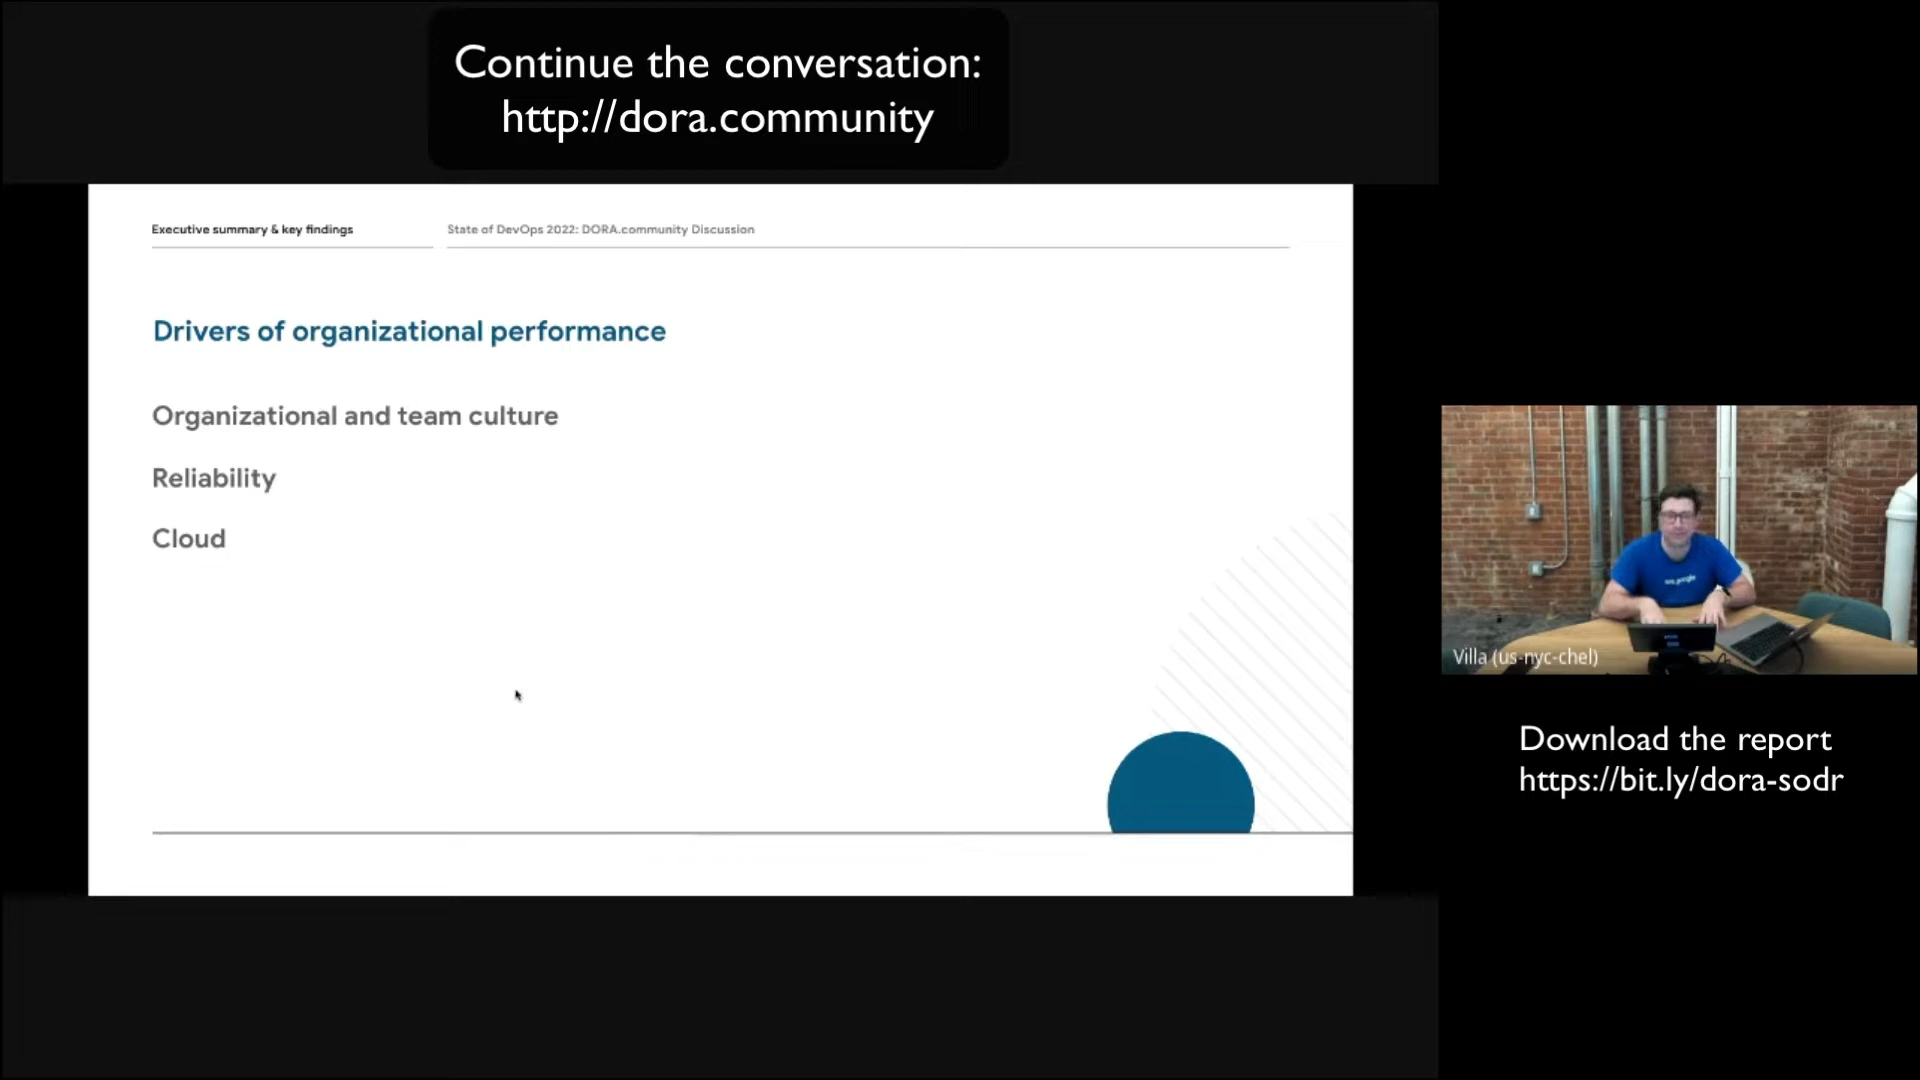 Continue the conversation:
http://dora.community
Executive summary & key findings
State of DevOps 2022: DORA.community Discussion
Drivers of organizational performance
Organizational and team culture
Reliability
Cloud
Villa (us-nyc-chel)
Download the report
https://bit.ly/dora-sodr